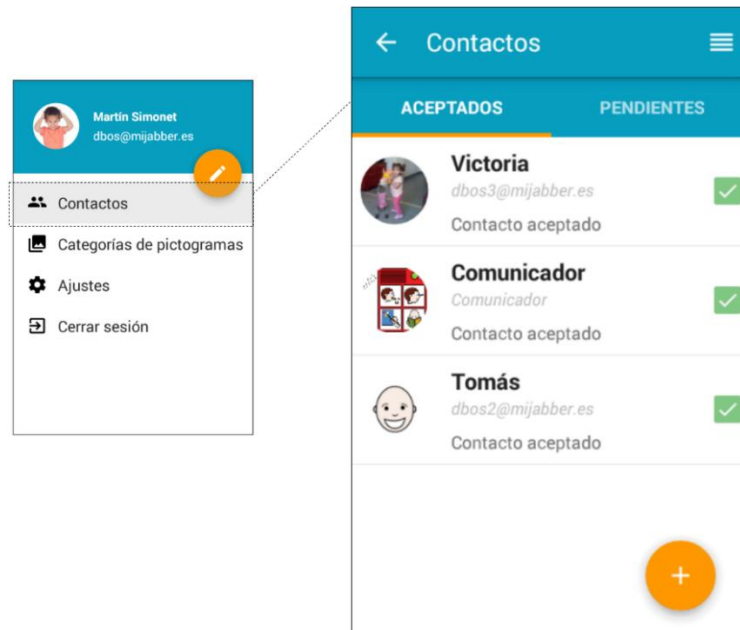 Martín Simonet
dbos@mijabber.es
Contactos
Categorías de pictogramas
Ajustes
Cerrar sesión
Contactos
ACEPTADOS PENDIENTES
Victoria
dbos3@mijabber.es
Contacto aceptado
Comunicador
Comunicador
Contacto aceptado
Tomás
dbos2@mijabber.es
Contacto aceptado